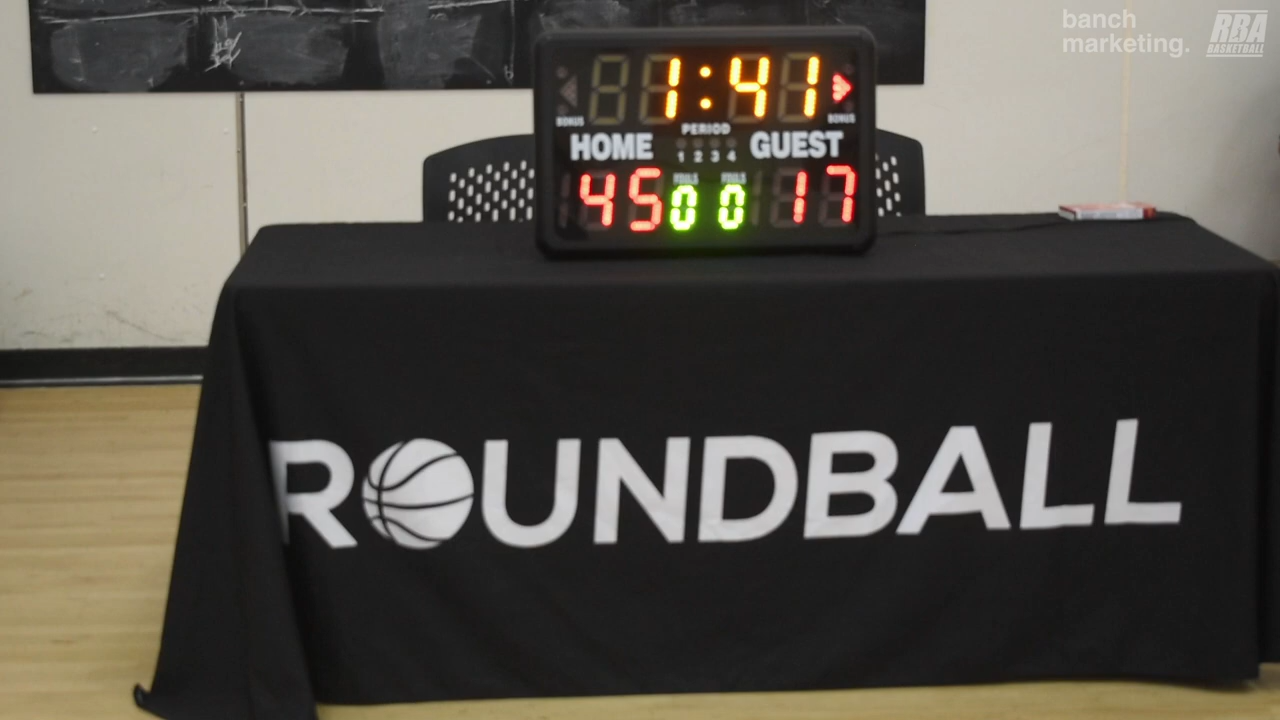 banch
marketing.
RBA
BASKETBALL
1:41
BONUS
PERIOD
BONUS
HOME
1 2 3 4
GUEST
FOULS
FOULS
45
0
0
17
ROUNDBALL